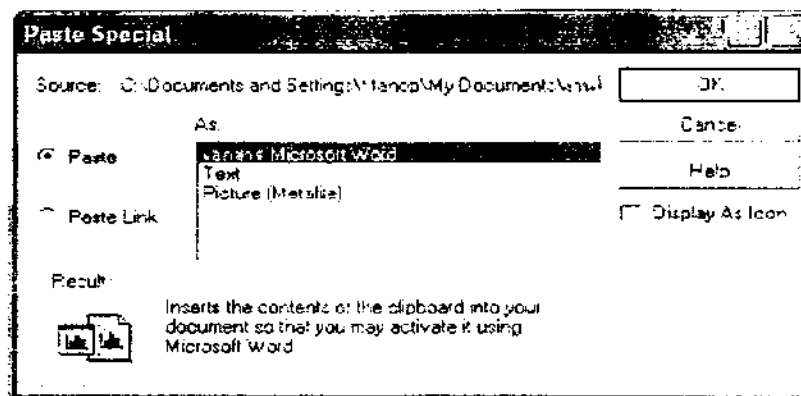 Paste Special
Source: C:\Documents and Settings\ \My Documents\
OK
As:
Cancel
Paste
Microsoft Word
Text
Help
Picture (Metafile)
Paste Link
Display As Icon
Result:
Inserts the contents of the clipboard into your
document so that you may activate it using
Microsoft Word